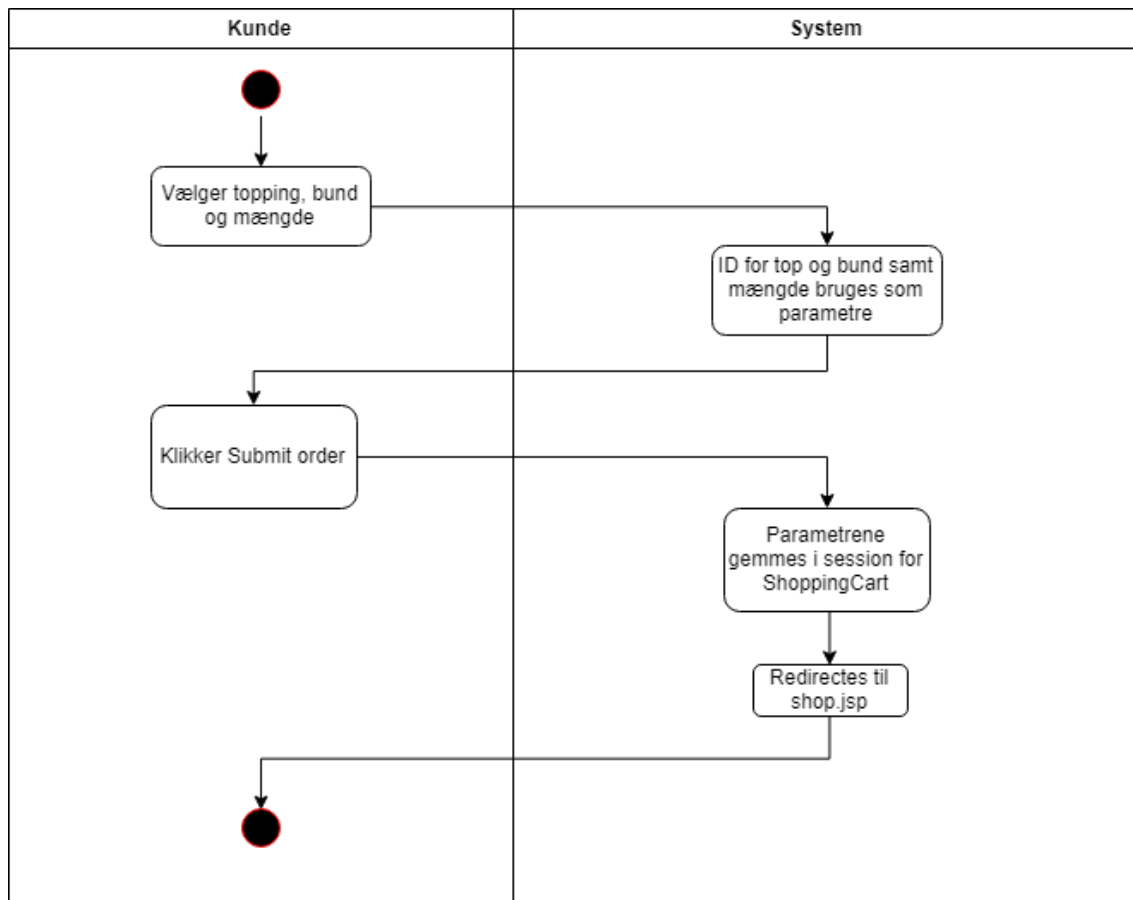 Kunde
System
Vælger topping, bund
og mængde
ID for top og bund samt
mængde bruges som
parametre
Klikker Submit order
Parametrene
gemmes i session for
ShoppingCart
Redirectes til
shop.jsp